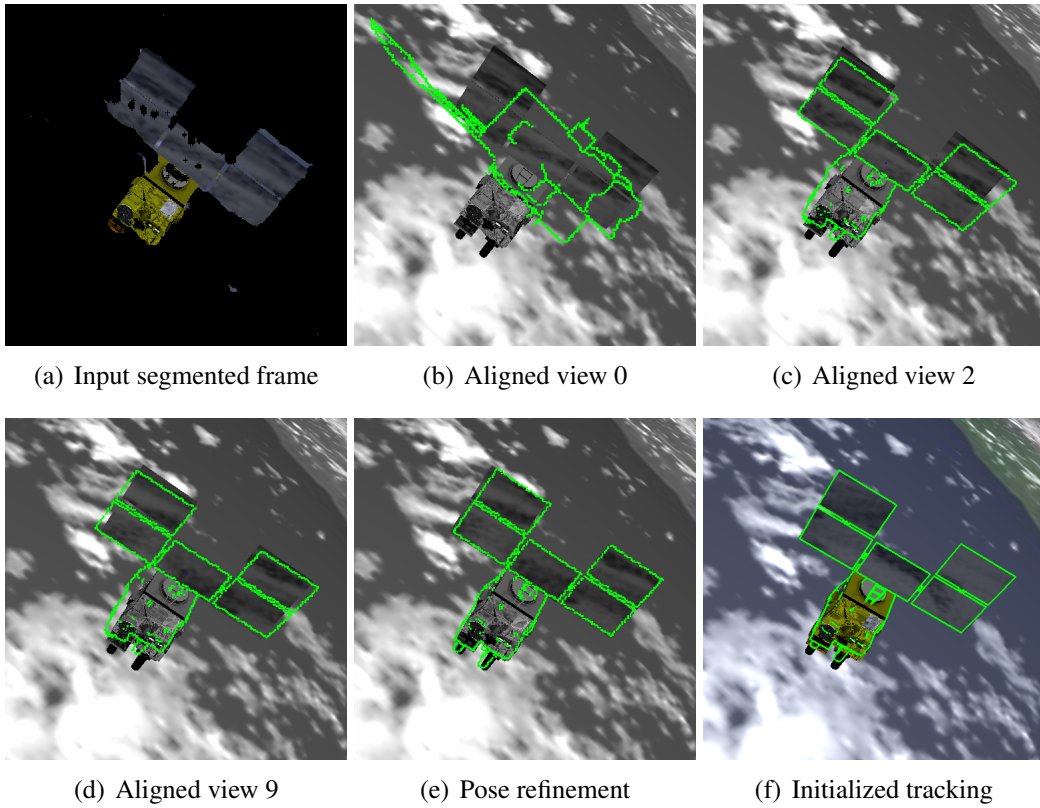 (a) Input segmented frame
(b) Aligned view 0
(c) Aligned view 2
(d) Aligned view 9
(e) Pose refinement
(f) Initialized tracking